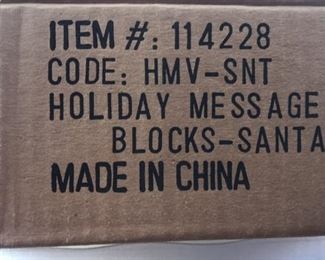 ITEM #: 114228
CODE: HMV-SNT
HOLIDAY MESSAGE
BLOCKS-SANTA
MADE IN CHINA